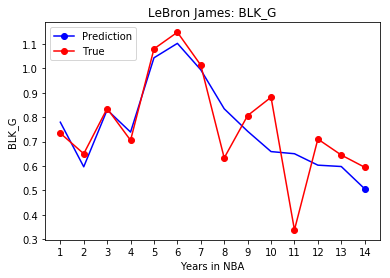 LeBron James: BLK_G
Prediction
True
BLK_G
1.1
1.0
0.9
0.8
0.7
0.6
0.5
0.4
0.3
1 2 3 4 5 6 7 8 9 10 11 12 13 14
Years in NBA